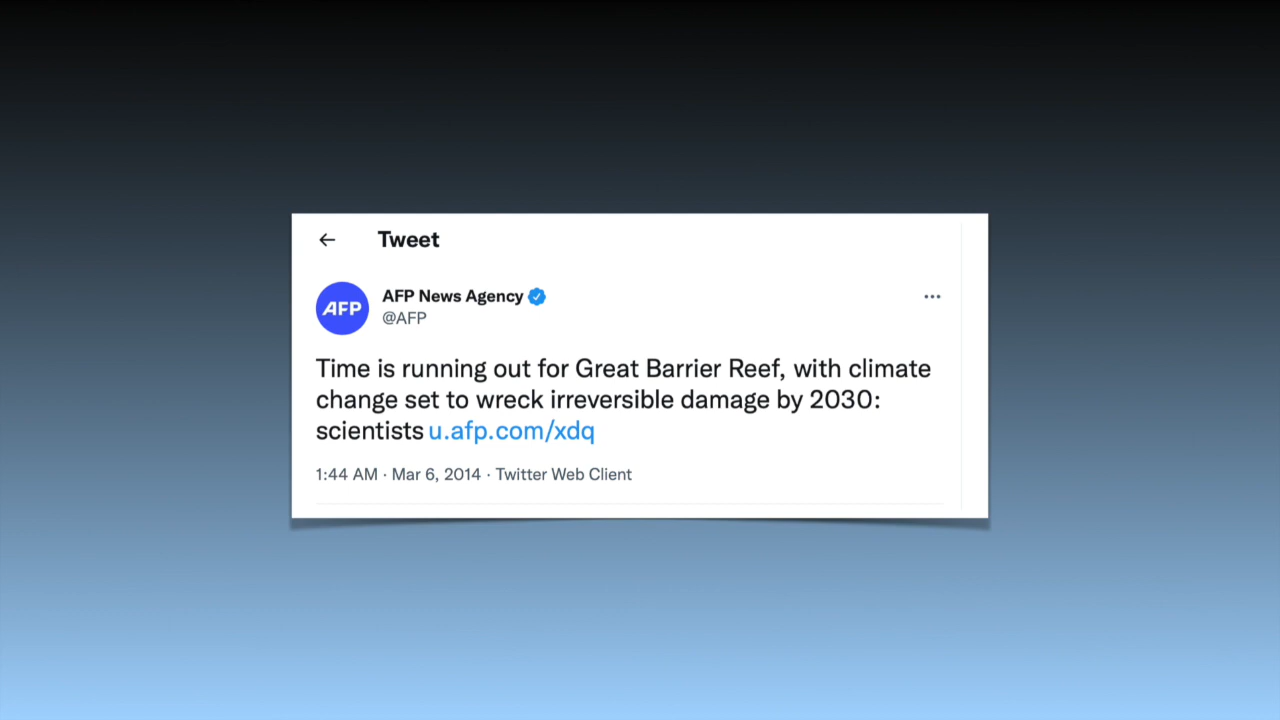 ← Tweet
AFP
AFP News Agency
@AFP
Time is running out for Great Barrier Reef, with climate
change set to wreck irreversible damage by 2030:
scientists u.afp.com/xdq
1:44 AM · Mar 6, 2014 · Twitter Web Client